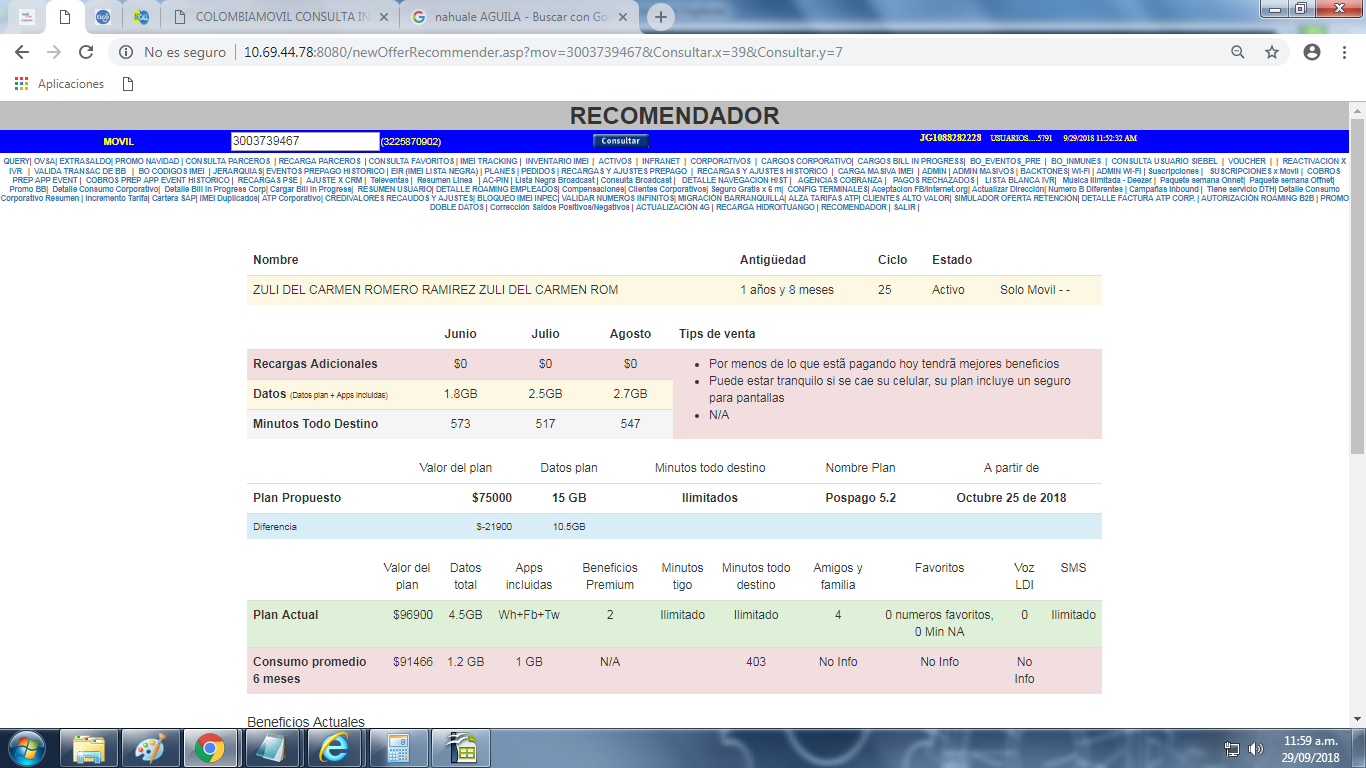 COLOMBIAMOVIL CONSULTA IN
nahuale AGUILA - Buscar con Go
No es seguro | 10.69.44.78:8080/newOfferRecommender.asp?mov=3003739467&Consultar.x=39&Consultar.y=7
Aplicaciones
RECOMENDADOR
MOVIL 3003739467 (3225870902) Consultar JG1088282228 USUARIOS.....5791 9/29/2018 11:52:32 AM
QUERY| OVSA| EXTRASALDO| PROMO NAVIDAD | CONSULTA PARCEROS | RECARGA PARCEROS | CONSULTA FAVORITOS | IMEI TRACKING | INVENTARIO IMEI | ACTIVOS | INFRANET | CORPORATIVOS | CARGOS CORPORATIVO| CARGOS BILL IN PROGRESS| BO_EVENTOS_PRE | BO_INMUNES | CONSULTA USUARIO SIEBEL | VOUCHER | | REACTIVACION X
IVR | VALIDA TRANSAC DE BB | BO CODIGOS IMEI | JERARQUIAS| EVENTOS PREPAGO HISTORICO | EIR (IMEI LISTA NEGRA) | PLANES | PEDIDOS | RECARGAS Y AJUSTES PREPAGO | RECARGAS Y AJUSTES HISTORICO | CARGA MASIVA IMEI | ADMIN | ADMIN MASIVOS | BACKTONES| WI-FI | ADMIN WI-FI | Suscripciones | SUSCRIPCIONES x Movil | COBROS
PREP APP EVENT | COBROS PREP APP EVENT HISTORICO | RECARGAS PSE | AJUSTE X CRM | Televentas | Resumen Linea | AC-PIN | Lista Negra Broadcast | Consulta Broadcast | DETALLE NAVEGACION HIST | AGENCIAS COBRANZA | PAGOS RECHAZADOS | LISTA BLANCA IVR| Música Ilimitada - Deezer | Paquete semana Onnet| Paquete semana Offnet|
Promo BB| Detalle Consumo Corporativo| Detalle Bill In Progress Corp| Cargar Bill In Progress| RESUMEN USUARIO| DETALLE ROAMING EMPLEADOS| Compensaciones| Clientes Corporativos| Seguro Gratis x 6 m| CONFIG TERMINALES| Aceptacion FB/Internet.org| Actualizar Dirección| Numero B Diferentes | Campañas Inbound | Tiene servicio DTH| Detalle Consumo
Corporativo Resumen | Incremento Tarifa| Cartera SAP| IMEI Duplicados| ATP Corporativo| CREDIVALORES RECAUDOS Y AJUSTES| BLOQUEO IMEI INPEC| VALIDAR NUMEROS INFINITOS| MIGRACIÓN BARRANQUILLA| ALZA TARIFAS ATP| CLIENTES ALTO VALOR| SIMULADOR OFERTA RETENCIÓN| DETALLE FACTURA ATP CORP. | AUTORIZACIÓN ROAMING B2B | PROMO
DOBLE DATOS | Corrección Saldos Positivos/Negativos | ACTUALIZACIÓN 4G | RECARGA HIDROITUANGO | RECOMENDADOR | SALIR |
Nombre Antigüedad Ciclo Estado
ZULI DEL CARMEN ROMERO RAMIREZ ZULI DEL CARMEN ROM 1 años y 8 meses 25 Activo Solo Movil - -
Junio Julio Agosto Tips de venta
Recargas Adicionales $0 $0 $0
Datos (Datos plan + Apps incluidas) 1.8GB 2.5GB 2.7GB
Minutos Todo Destino 573 517 547
• Por menos de lo que estã pagando hoy tendrã mejores beneficios
• Puede estar tranquilo si se cae su celular, su plan incluye un seguro
para pantallas
• N/A
Valor del plan Datos plan Minutos todo destino Nombre Plan A partir de
Plan Propuesto $75000 15 GB Ilimitados Pospago 5.2 Octubre 25 de 2018
Diferencia $-21900 10.5GB
Valor del plan Datos total Apps incluidas Beneficios Premium Minutos tigo Minutos todo destino Amigos y familia Favoritos Voz LDI SMS
Plan Actual $96900 4.5GB Wh+Fb+Tw 2 Ilimitado Ilimitado 4 0 numeros favoritos, 0 Min NA 0 Ilimitado
Consumo promedio 6 meses $91466 1.2 GB 1 GB N/A 403 No Info No Info No Info
Beneficios Actuales
11:59 a.m.
29/09/2018